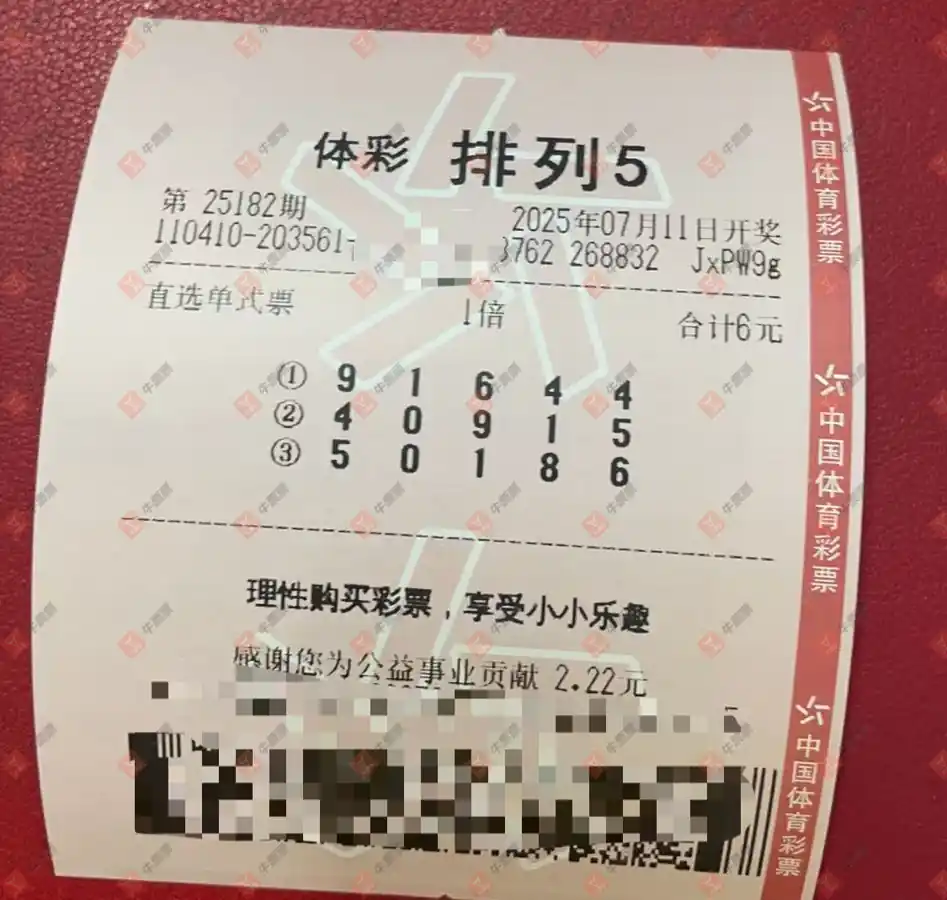 体彩 排列5
第 25182期 2025年07月11日开奖
110410-203561- 3762 268832 JxPW9g
直选单式票 1倍 合计6元
① 9 1 6 4 4
② 4 0 9 1 5
③ 5 0 1 8 6
理性购买彩票，享受小小乐趣
感谢您为公益事业贡献 2.22元
中国体育彩票
中国体育彩票
中国体育彩票